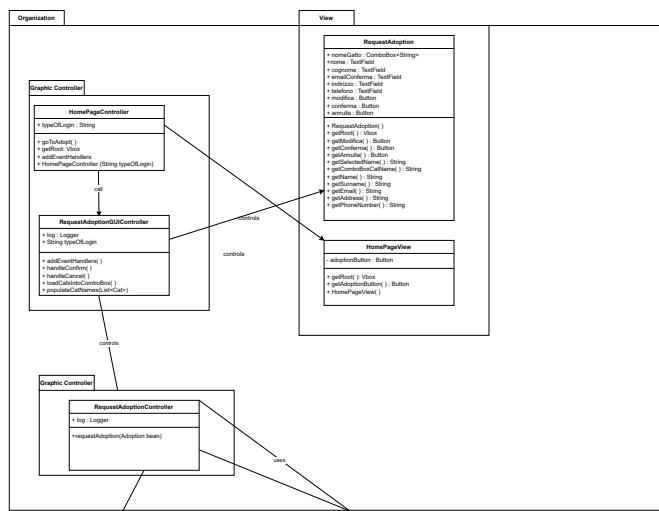 Organization
View
RequestAdoption
+ nomeGatto : ComboBox<String>
+nome : TextField
+ cognome : TextField
+ emailConferma : TextField
+ indirizzo : TextField
+ telefono : TextField
+ modifica : Button
+ conferma : Button
+ annulla : Button
+ RequestAdoption( )
+ getRoot( ) : Vbox
+ getModifica( ) : Button
+ getConferma( ) : Button
+ getAnnulla( ) : Button
+ getSelectedName( ) : String
+ getComboBoxCatName( ) : String
+ getName( ) : String
+ getSurname( ) : String
+ getEmail( ) : String
+ getAddress( ) : String
+ getPhoneNumber( ) : String
Graphic Controller
HomePageController
+ typeOfLogin : String
+ goToAdopt( )
+ getRoot: Vbox
+ addEventHandlers
+ HomePageController (String typeOfLogin)
call
RequestAdoptionGUIController
+ log : Logger
+ String typeOfLogin
+ addEventHandlers( )
+ handleConfirm( )
+ handleCancel( )
+ loadCatsIntoComboBox( )
+ populateCatNames(List<Cat>)
controls
controls
HomePageView
- adoptionButton : Button
+ getRoot( ): Vbox
+ getAdoptionButton( ) : Button
+ HomePageView( )
controls
Graphic Controller
RequestAdoptionController
+ log : Logger
+requestAdoption(Adoption bean)
uses